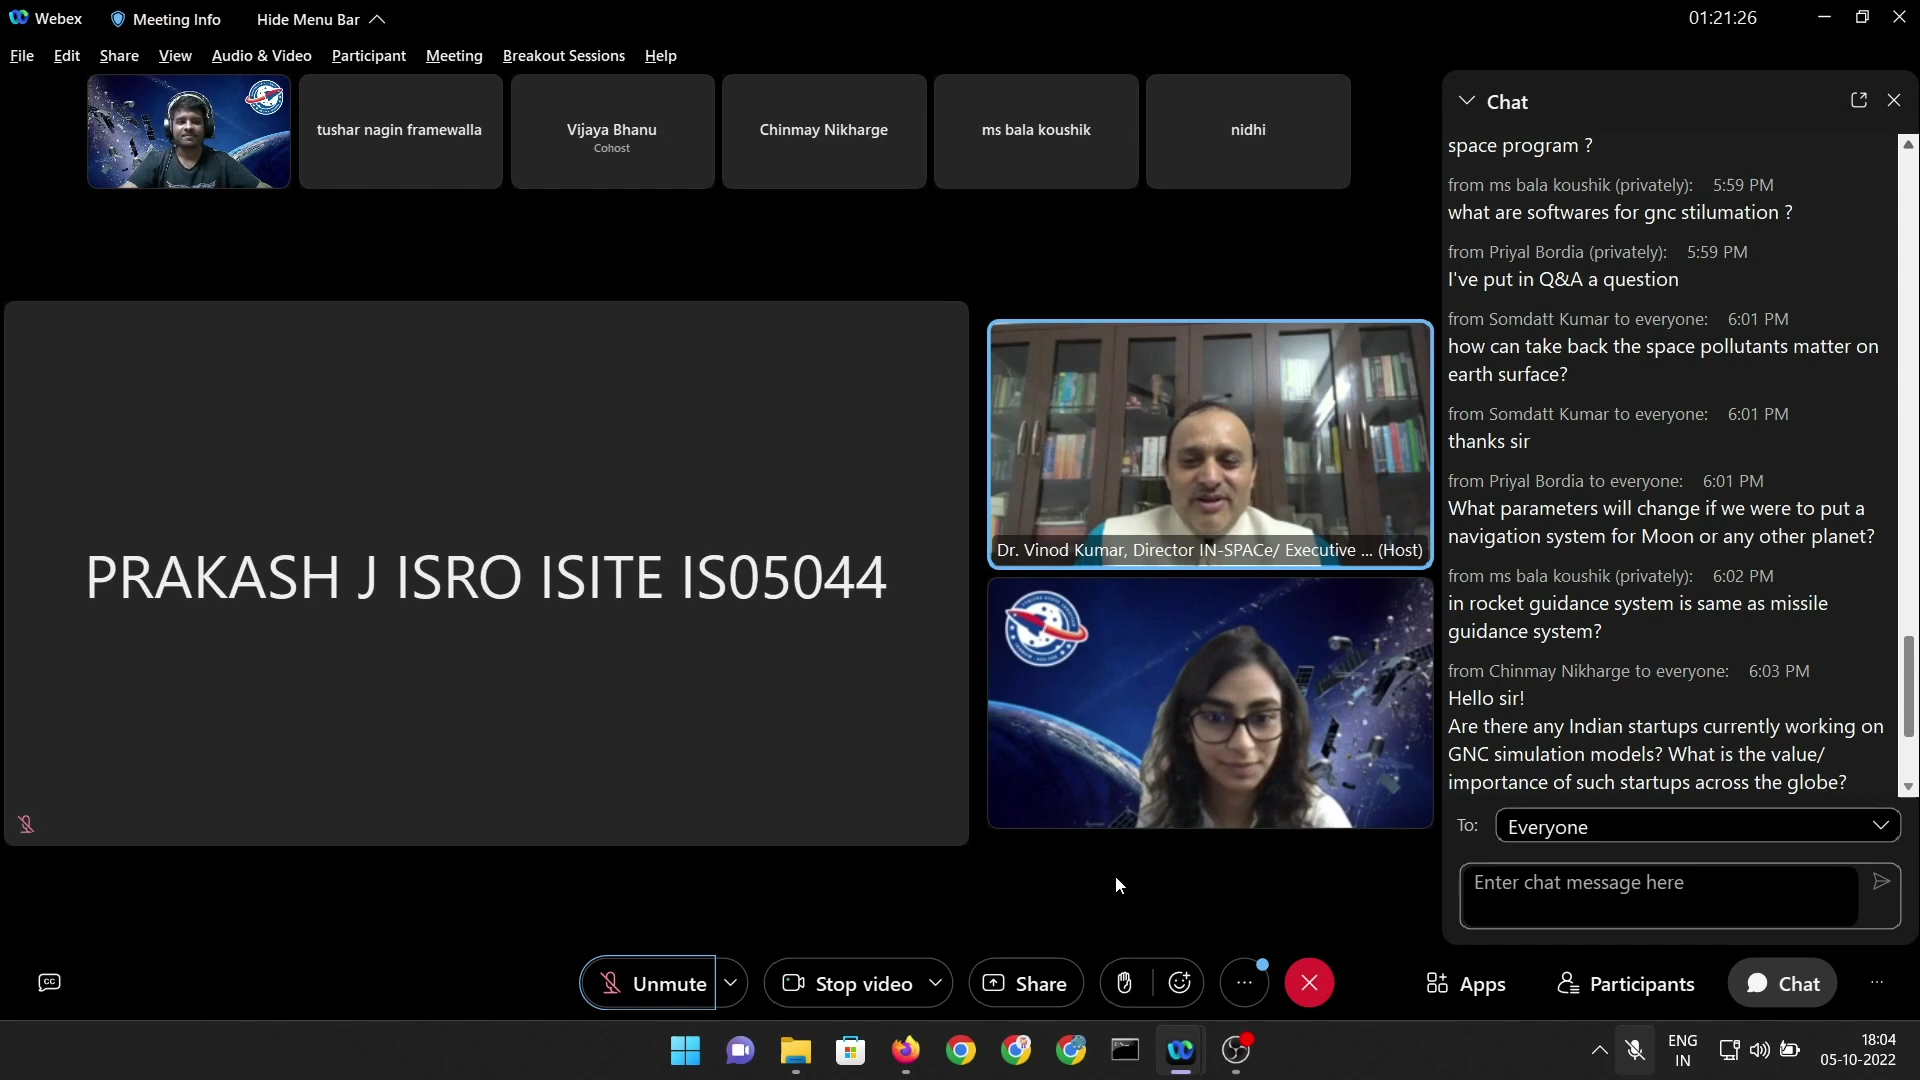 Webex
Meeting Info
Hide Menu Bar
01:21:26
File Edit Share View Audio & Video Participant Meeting Breakout Sessions Help
tushar nagin framewalla
Vijaya Bhanu
Cohost
Chinmay Nikharge
ms bala koushik
nidhi
PRAKASH J ISRO ISITE IS05044
Dr. Vinod Kumar, Director IN-SPACe/ Executive ... (Host)
Chat
space program ?
from ms bala koushik (privately): 5:59 PM
what are softwares for gnc stilumation ?
from Priyal Bordia (privately): 5:59 PM
I've put in Q&A a question
from Somdatt Kumar to everyone: 6:01 PM
how can take back the space pollutants matter on
earth surface?
from Somdatt Kumar to everyone: 6:01 PM
thanks sir
from Priyal Bordia to everyone: 6:01 PM
What parameters will change if we were to put a
navigation system for Moon or any other planet?
from ms bala koushik (privately): 6:02 PM
in rocket guidance system is same as missile
guidance system?
from Chinmay Nikharge to everyone: 6:03 PM
Hello sir!
Are there any Indian startups currently working on
GNC simulation models? What is the value/
importance of such startups across the globe?
To: Everyone
Enter chat message here
CC
Unmute
Stop video
Share
Apps
Participants
Chat
ENG
IN
18:04
05-10-2022